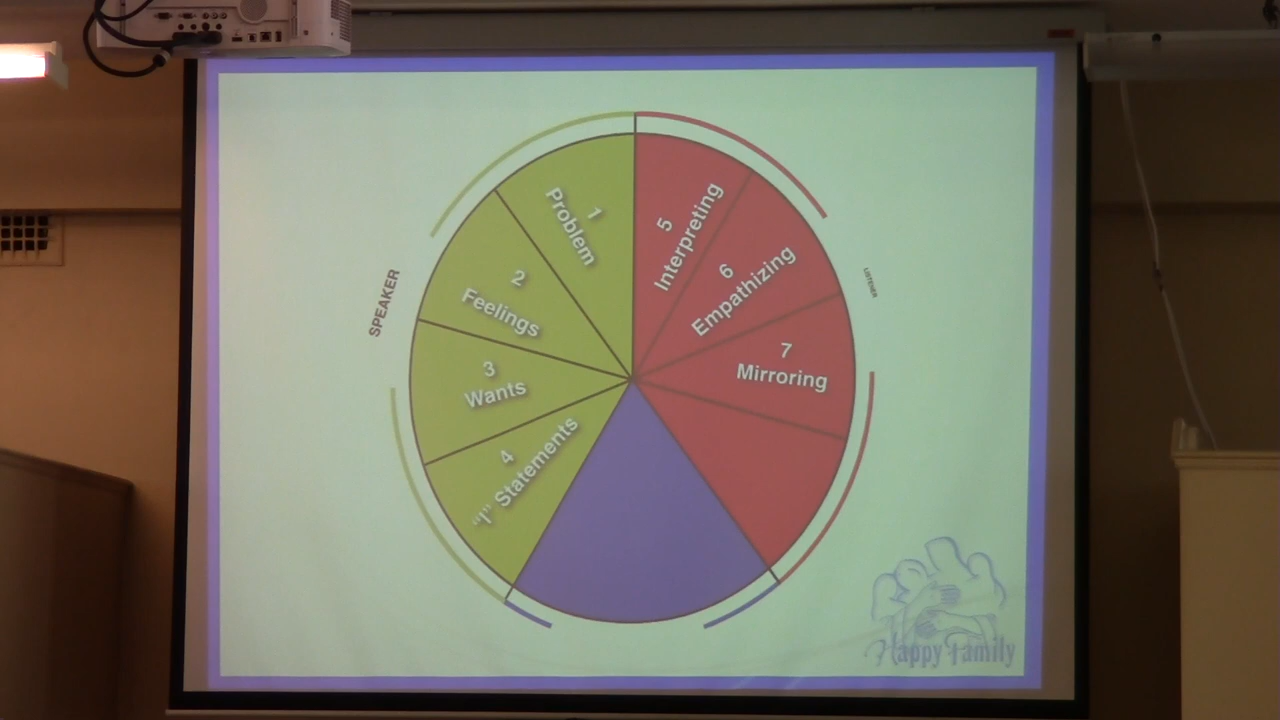 SPEAKER
1
Problem
2
Feelings
3
Wants
4
"I" Statements
5
Interpreting
6
Empathizing
7
Mirroring
LISTENER
Happy Family